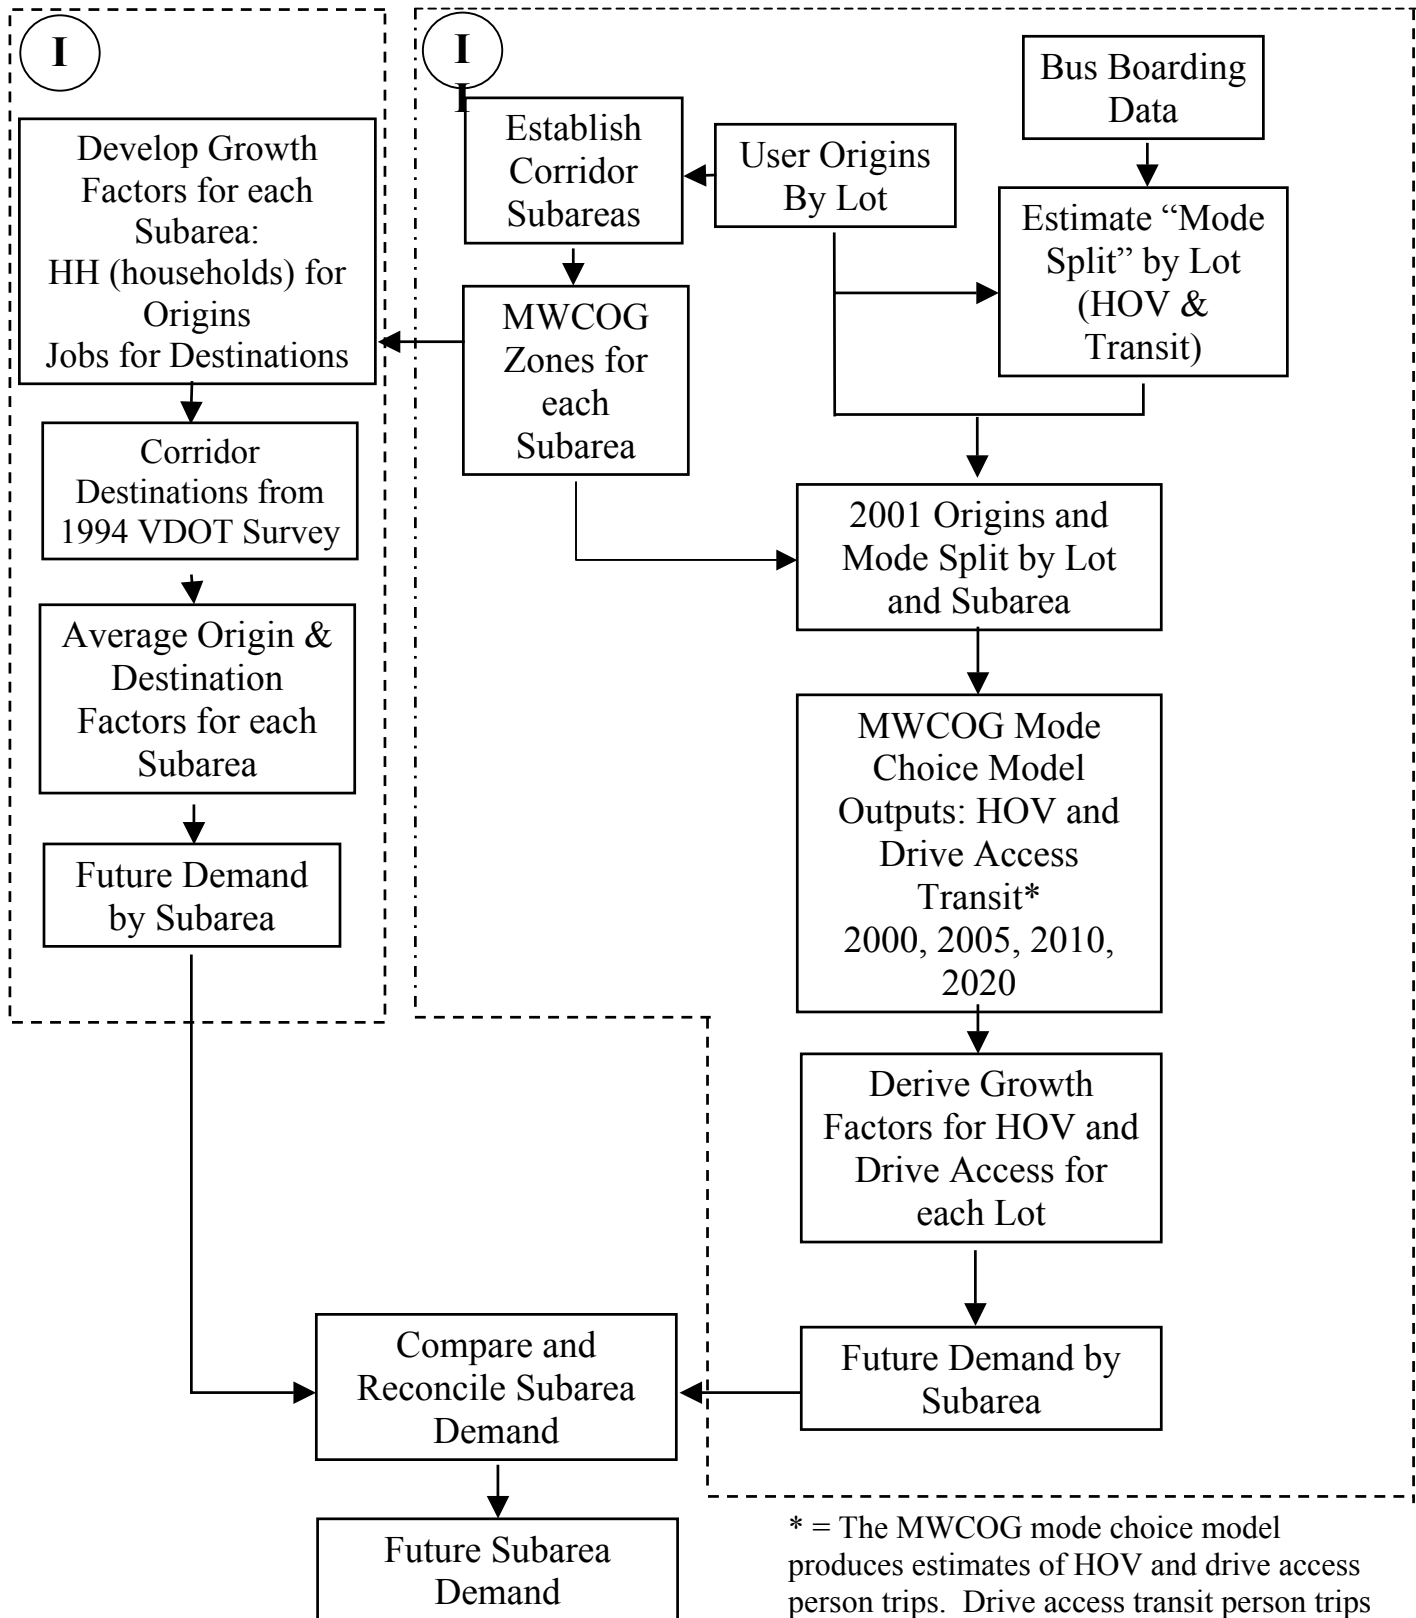 I
Develop Growth
Factors for each
Subarea:
HH (households) for
Origins
Jobs for Destinations
Corridor
Destinations from
1994 VDOT Survey
Average Origin &
Destination
Factors for each
Subarea
Future Demand
by Subarea
I
I
Establish
Corridor
Subareas
User Origins
By Lot
Bus Boarding
Data
Estimate “Mode
Split” by Lot
(HOV &
Transit)
MWCOG
Zones for
each
Subarea
2001 Origins and
Mode Split by Lot
and Subarea
MWCOG Mode
Choice Model
Outputs: HOV and
Drive Access
Transit*
2000, 2005, 2010,
2020
Derive Growth
Factors for HOV and
Drive Access for
each Lot
Future Demand by
Subarea
Compare and
Reconcile Subarea
Demand
Future Subarea
Demand
* = The MWCOG mode choice model
produces estimates of HOV and drive access
person trips.  Drive access transit person trips